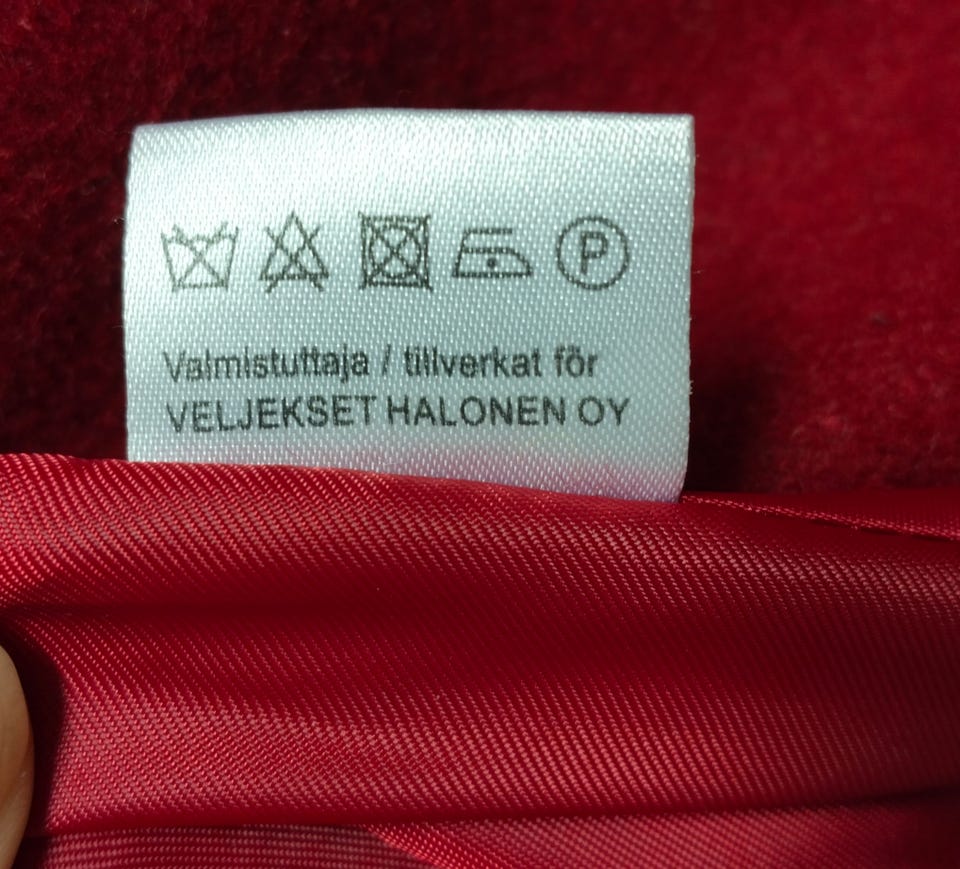 P
Valmistuttaja / tillverkat för
VELJEKSET HALONEN OY